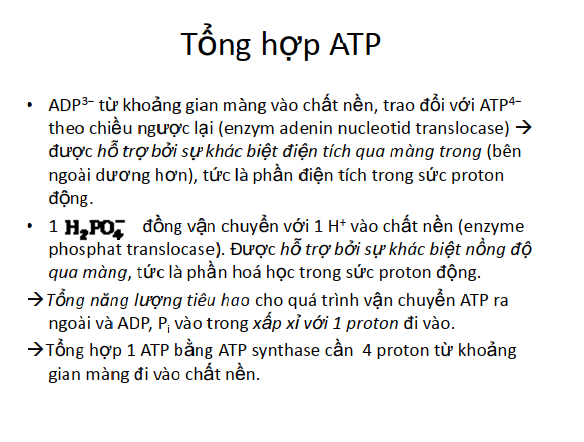 Tổng hợp ATP
• ADP³⁻ từ khoảng gian màng vào chất nền, trao đổi với ATP⁴⁻
theo chiều ngược lại (enzym adenin nucleotid translocase) →
được hỗ trợ bởi sự khác biệt điện tích qua màng trong (bên
ngoài dương hơn), tức là phần điện tích trong sức proton
động.
• 1 H₂PO₄⁻ đồng vận chuyển với 1 H⁺ vào chất nền (enzyme
phosphat translocase). Được hỗ trợ bởi sự khác biệt nồng độ
qua màng, tức là phần hoá học trong sức proton động.
→Tổng năng lượng tiêu hao cho quá trình vận chuyển ATP ra
ngoài và ADP, Pᵢ vào trong xấp xỉ với 1 proton đi vào.
→Tổng hợp 1 ATP bằng ATP synthase cần 4 proton từ khoảng
gian màng đi vào chất nền.